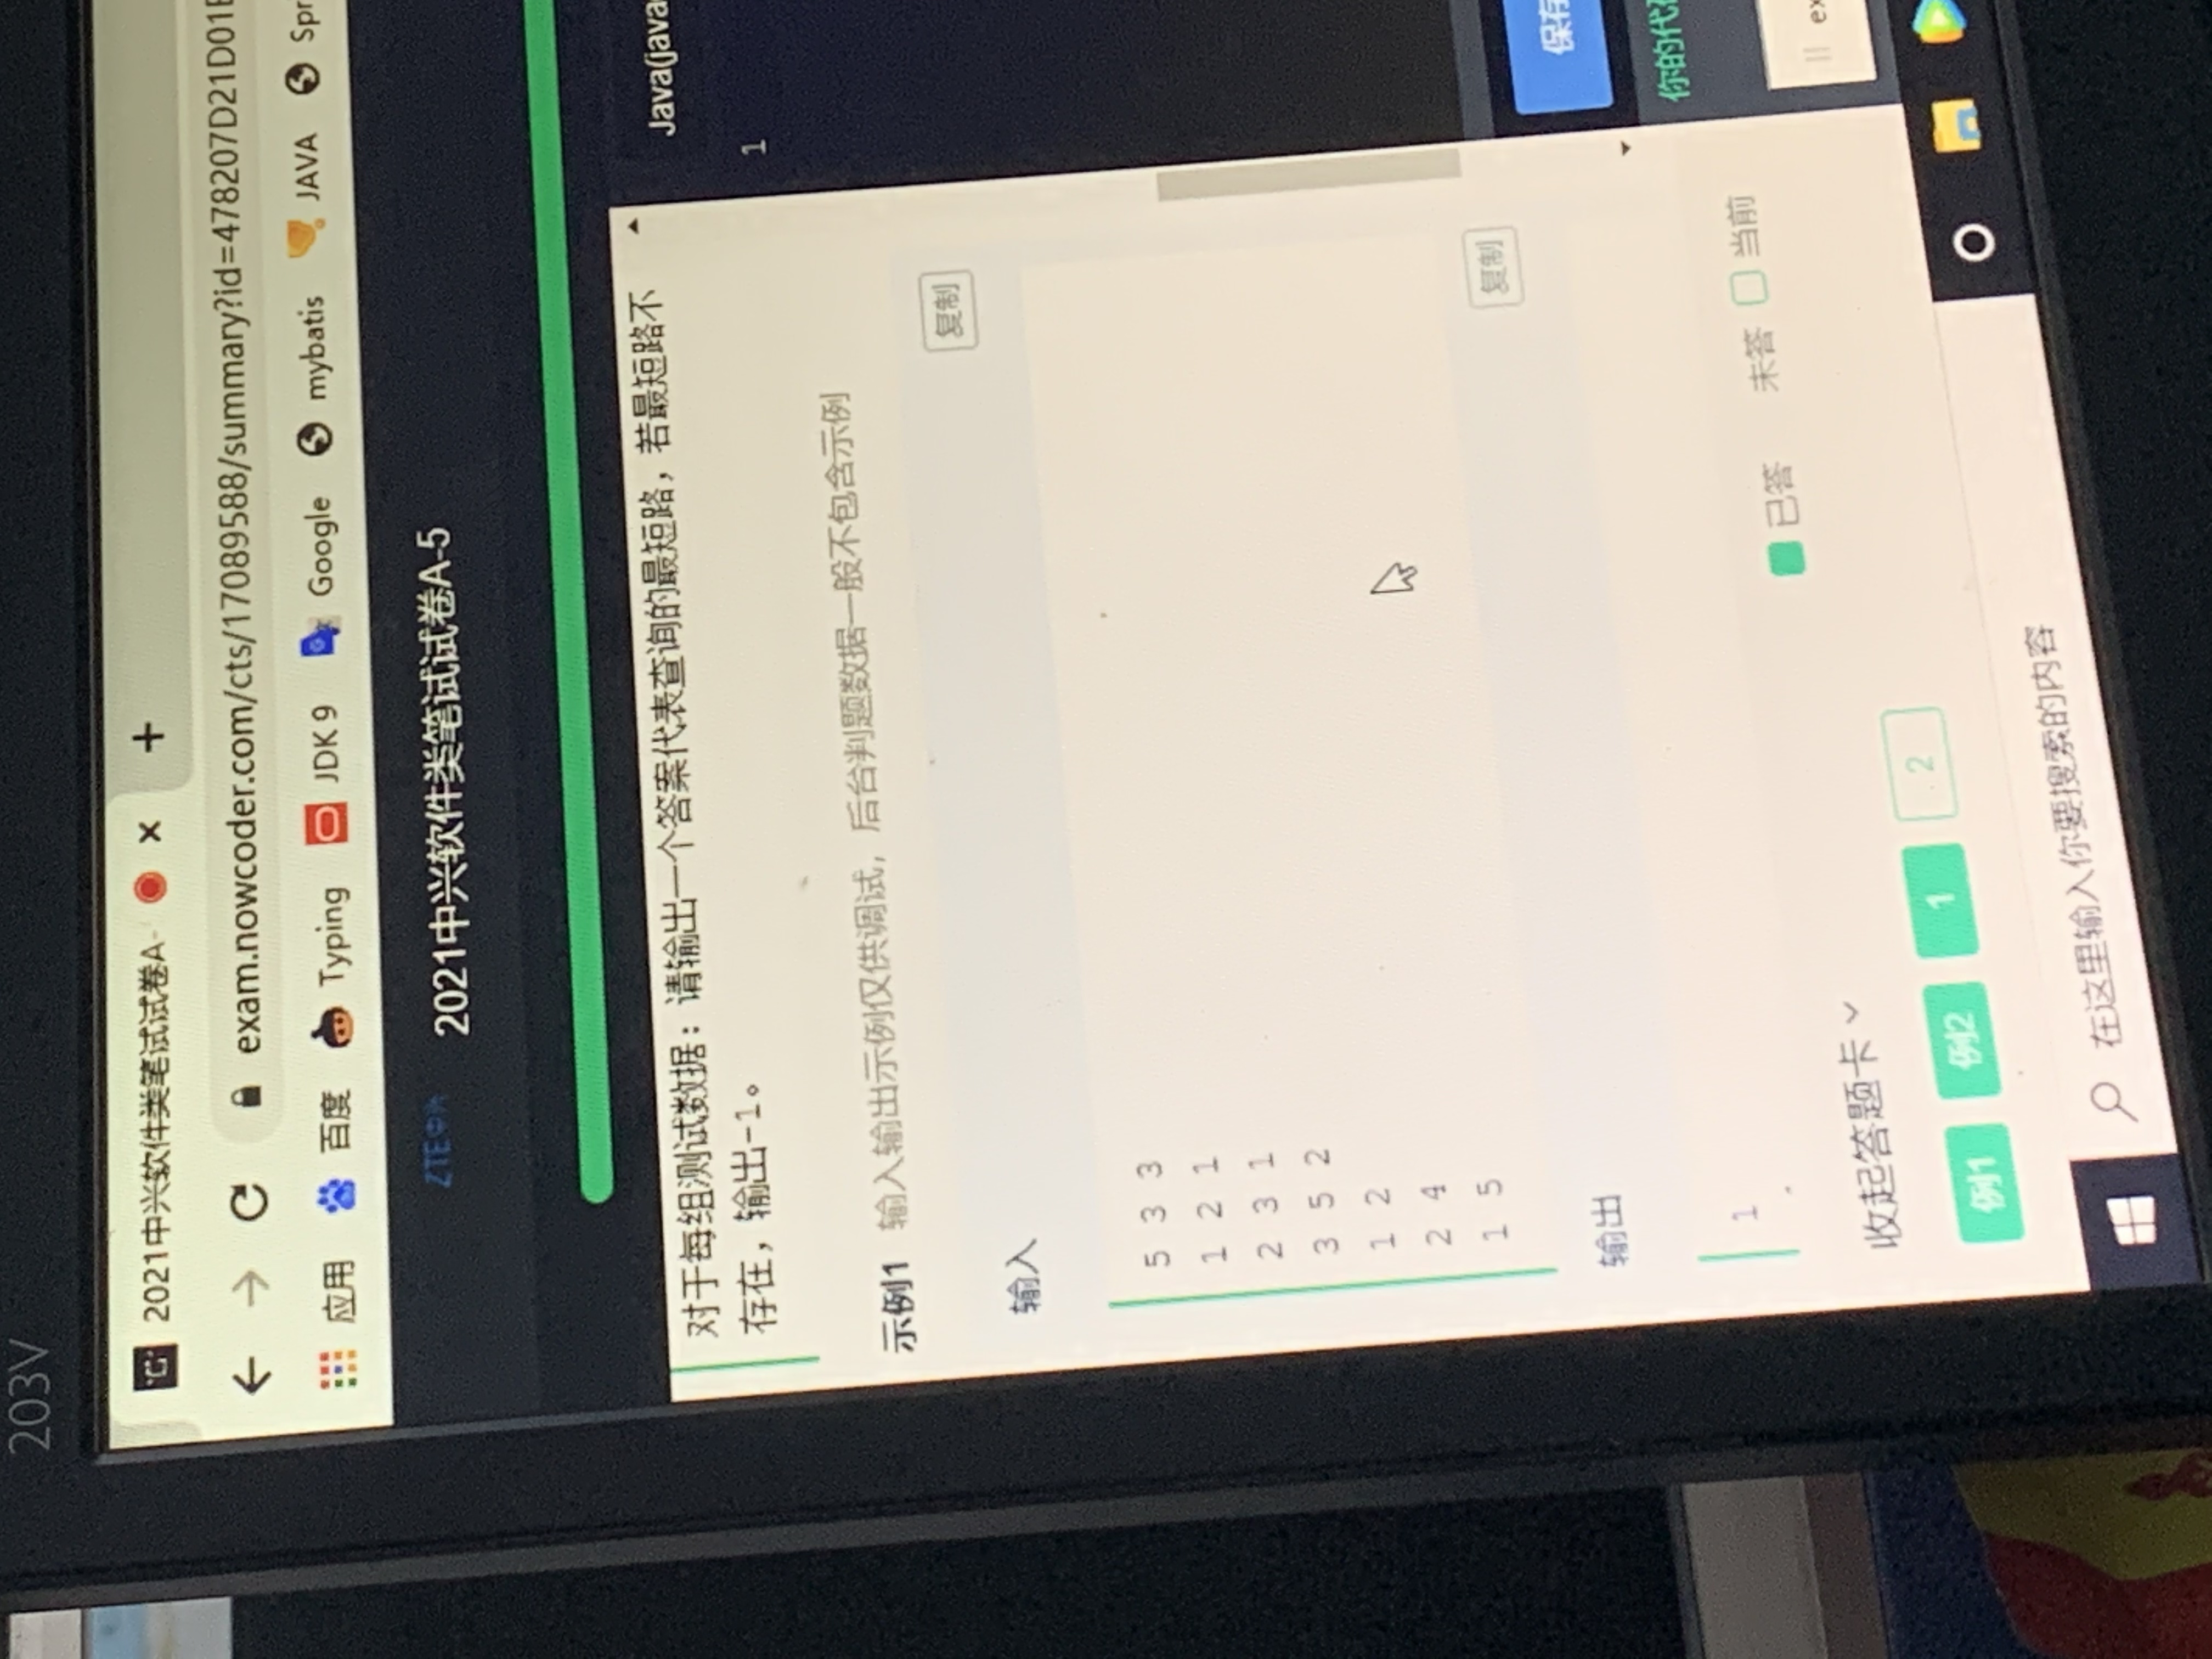 203V
2021中兴软件类笔试试卷A-
exam.nowcoder.com/cts/17089588/summary?id=478207D21D01E
应用 百度 Typing JDK 9 Google mybatis JAVA Spr
ZTE中兴 2021中兴软件类笔试试卷A-5
对于每组测试数据：请输出一个答案代表查询的最短路，若最短路不
存在，输出-1。
Java(java
1
示例1 输入输出示例仅供调试，后台判题数据一般不包含示例
复制
输入
5 3 3
1 2 1
2 3 1
3 5 2
1 2
2 4
1 5
复制
输出
保存
1
你的代码
已答 未答 当前
ex
收起答题卡
例1 例2 1 2
在这里输入你要搜索的内容